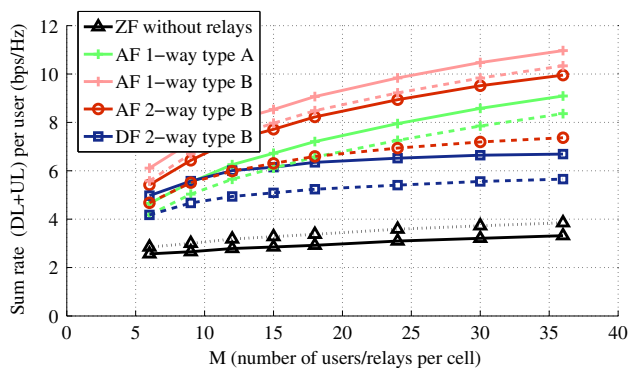 ZF without relays
AF 1−way type A
AF 1−way type B
AF 2−way type B
DF 2−way type B
12
10
8
6
4
2
0
0
5
10
15
20
25
30
35
40
M (number of users/relays per cell)
Sum rate (DL+UL) per user (bps/Hz)